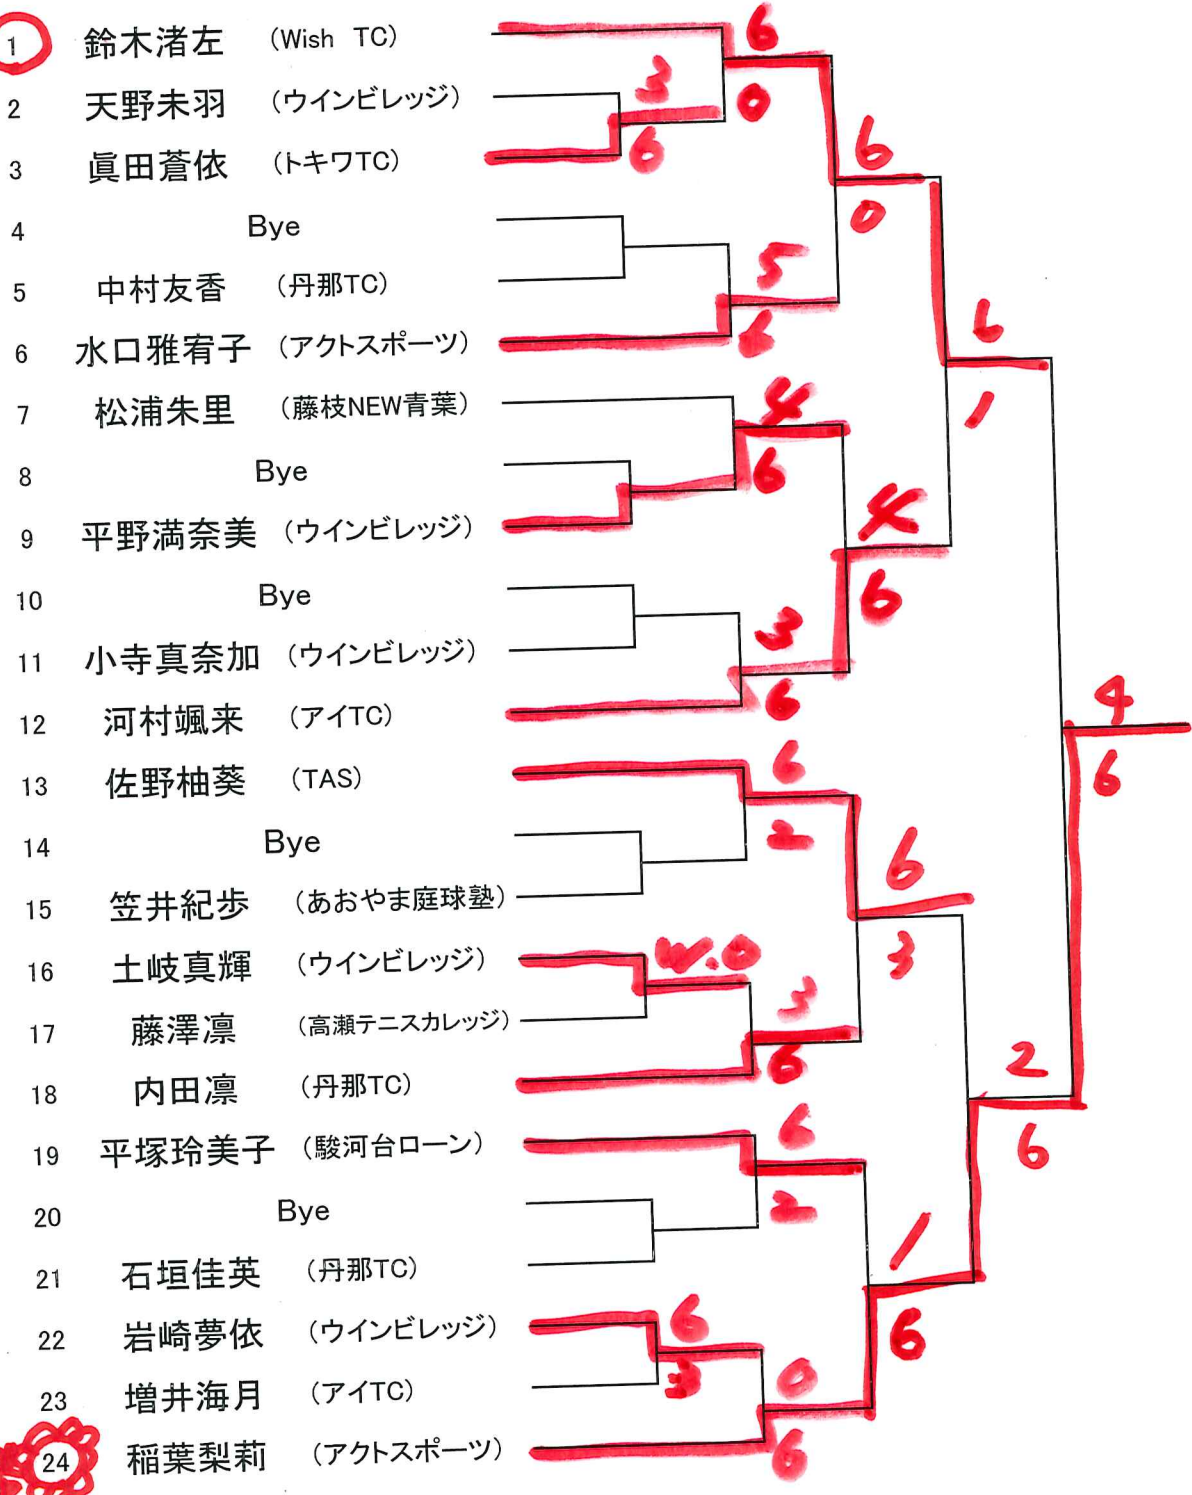 1 鈴木渚左 (Wish TC)
2 天野未羽 (ウインビレッジ)
3 眞田蒼依 (トキワTC)
4 Bye
5 中村友香 (丹那TC)
6 水口雅宥子 (アクトスポーツ)
7 松浦朱里 (藤枝NEW青葉)
8 Bye
9 平野満奈美 (ウインビレッジ)
10 Bye
11 小寺真奈加 (ウインビレッジ)
12 河村颯来 (アイTC)
13 佐野柚葵 (TAS)
14 Bye
15 笠井紀歩 (あおやま庭球塾)
16 土岐真輝 (ウインビレッジ)
17 藤澤凛 (高瀬テニスカレッジ)
18 内田凛 (丹那TC)
19 平塚玲美子 (駿河台ローン)
20 Bye
21 石垣佳英 (丹那TC)
22 岩崎夢依 (ウインビレッジ)
23 増井海月 (アイTC)
24 稲葉梨莉 (アクトスポーツ)
3
6
W.O
6
3
6
0
5
6
4
6
3
6
6
2
3
6
6
2
0
6
6
0
4
6
6
3
1
6
6
1
2
6
4
6